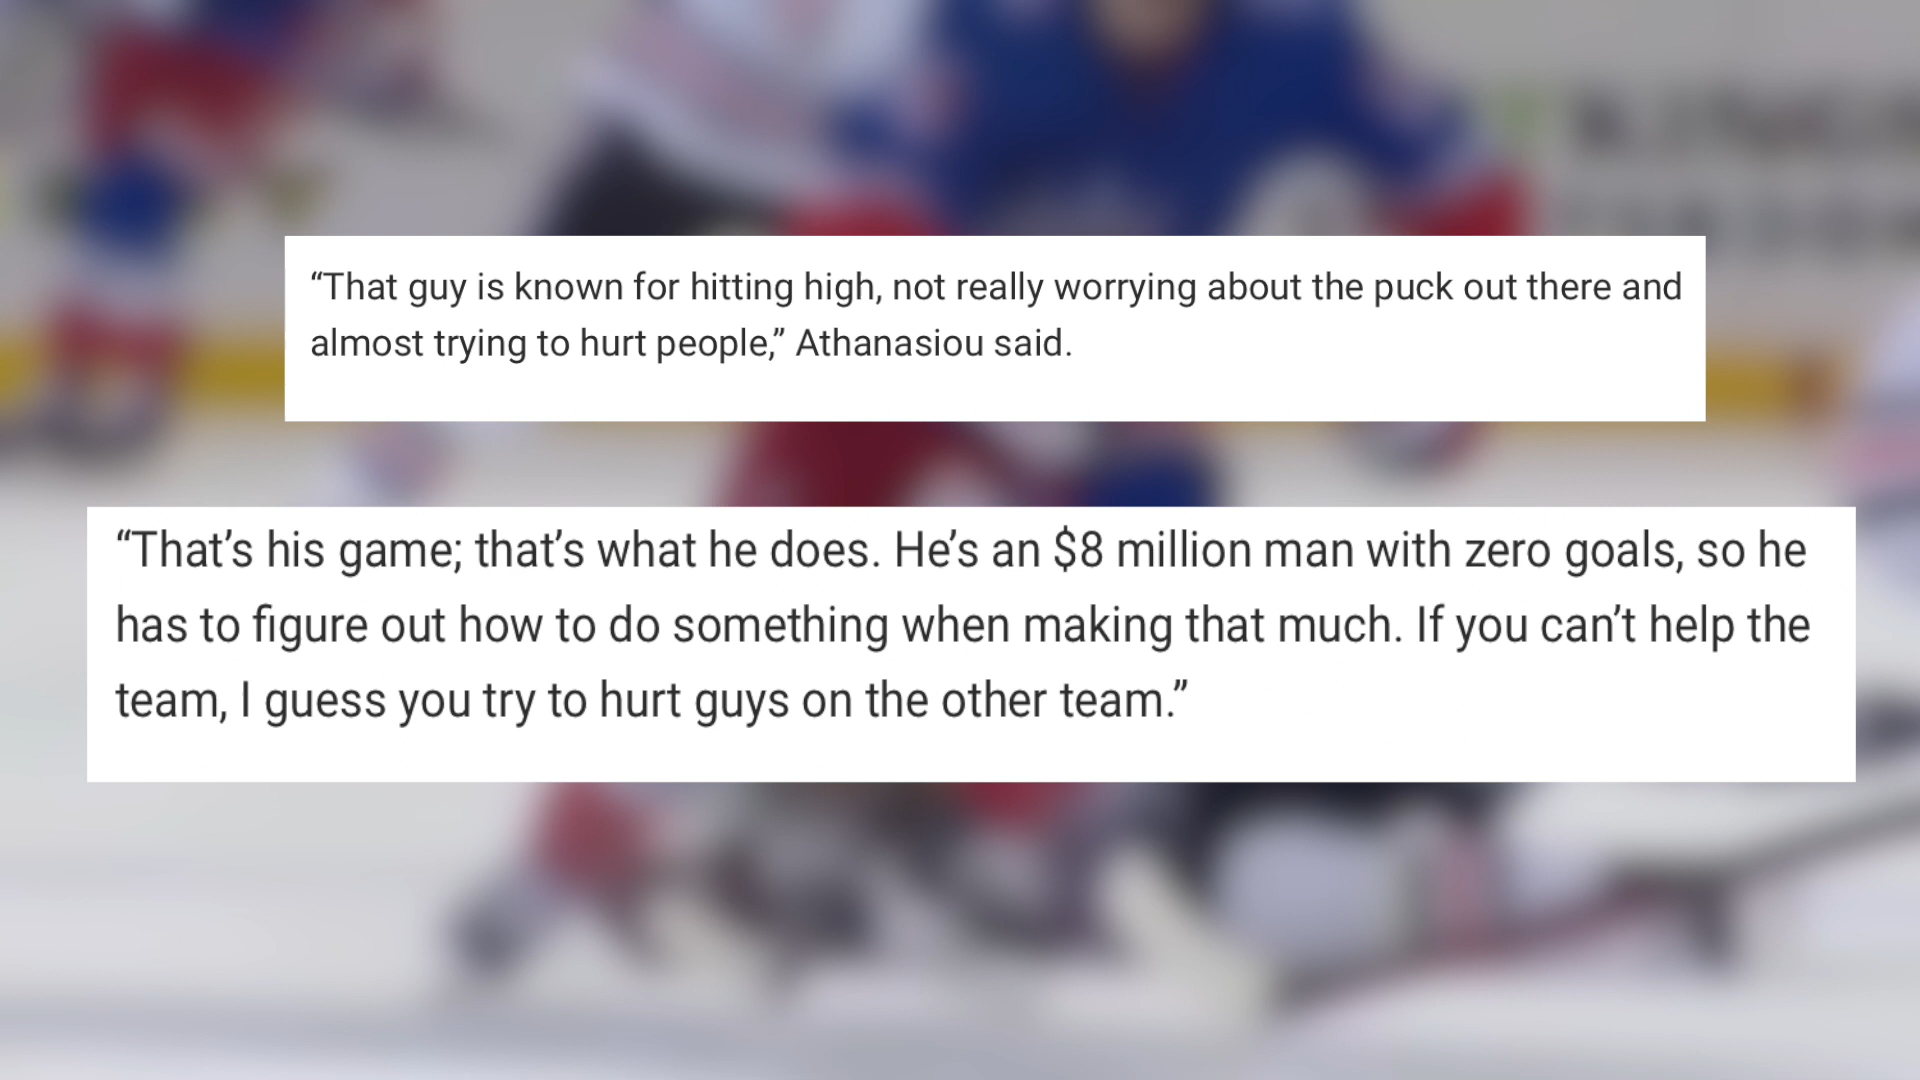 “That guy is known for hitting high, not really worrying about the puck out there and
almost trying to hurt people,” Athanasiou said.
“That’s his game; that’s what he does. He’s an $8 million man with zero goals, so he
has to figure out how to do something when making that much. If you can’t help the
team, I guess you try to hurt guys on the other team.”